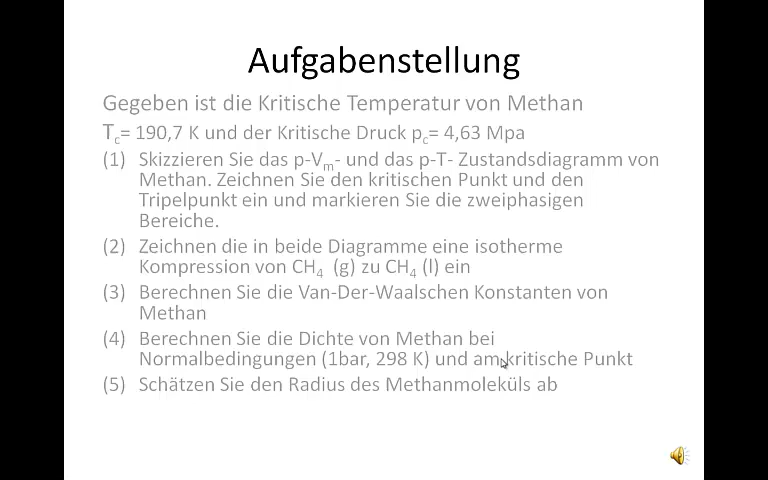 Aufgabenstellung
Gegeben ist die Kritische Temperatur von Methan
Tc= 190,7 K und der Kritische Druck pc= 4,63 Mpa
(1) Skizzieren Sie das p-Vm- und das p-T- Zustandsdiagramm von
Methan. Zeichnen Sie den kritischen Punkt und den
Tripelpunkt ein und markieren Sie die zweiphasigen
Bereiche.
(2) Zeichnen die in beide Diagramme eine isotherme
Kompression von CH4 (g) zu CH4 (l) ein
(3) Berechnen Sie die Van-Der-Waalschen Konstanten von
Methan
(4) Berechnen Sie die Dichte von Methan bei
Normalbedingungen (1bar, 298 K) und am kritische Punkt
(5) Schätzen Sie den Radius des Methanmoleküls ab